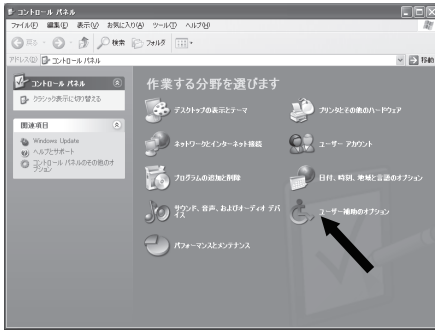 コントロール パネル
ファイル(F) 編集(E) 表示(V) お気に入り(A) ツール(T) ヘルプ(H)
戻る 検索 フォルダ
アドレス(D) コントロール パネル 移動
コントロール パネル
クラシック表示に切り替える
関連項目
Windows Update
ヘルプとサポート
コントロール パネルのその他のオプション
作業する分野を選びます
デスクトップの表示とテーマ
プリンタとその他のハードウェア
ネットワークとインターネット接続
ユーザー アカウント
プログラムの追加と削除
日付、時刻、地域と言語のオプション
サウンド、音声、およびオーディオ デバ
イス
ユーザー補助のオプション
パフォーマンスとメンテナンス